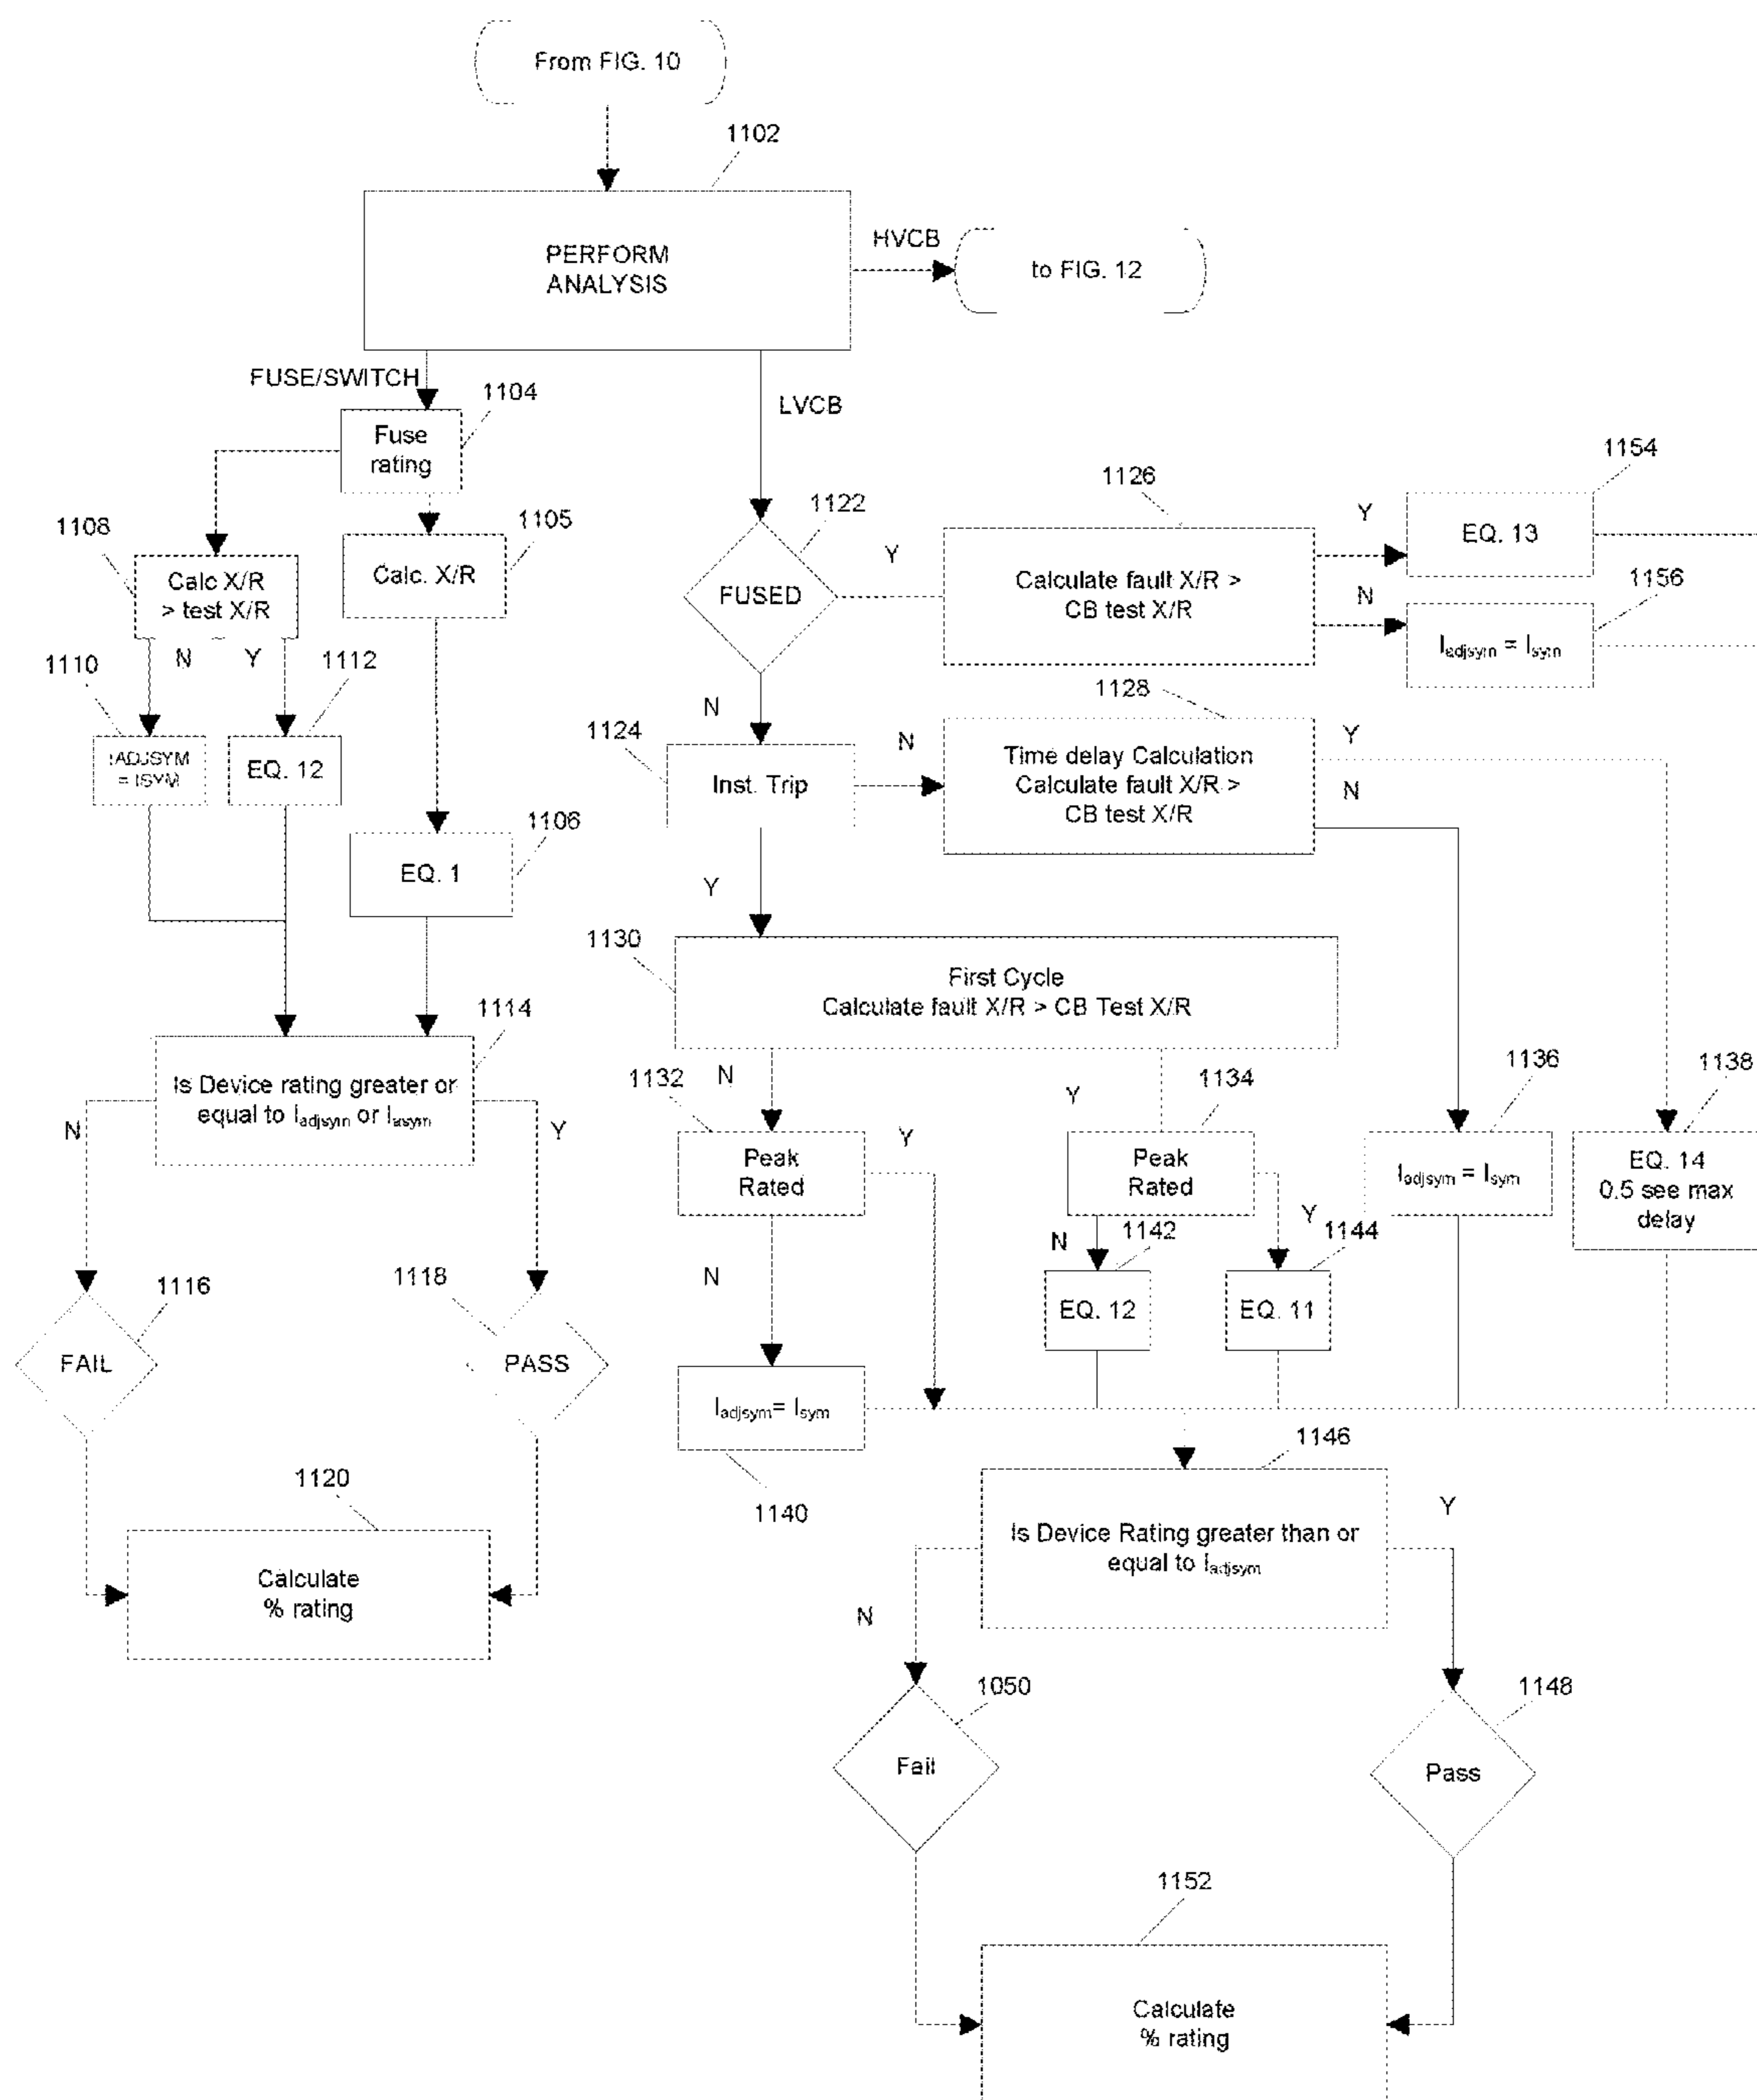 From FIG. 10
1102
PERFORM
ANALYSIS
HVCB
to FIG. 12
FUSE/SWITCH
1104
LVCB
Fuse
rating
1154
1126
1122
1105
1108
Y
EQ. 13
Calc X/R
> test X/R
Calc. X/R
FUSED
Y
Calculate fault X/R >
CB test X/R
1156
N
Iadjsym = Isym
1110
N
Y
1112
1128
N
1124
IADJSYM
= ISYM
EQ. 12
Inst. Trip
N
Time delay Calculation
Calculate fault X/R >
CB test X/R
Y
N
1106
EQ. 1
Y
1130
First Cycle
Calculate fault X/R > CB Test X/R
1114
Is Device rating greater or
equal to Iadjsym or Iasym
1132
N
Y
1134
1136
1138
N
Y
Peak
Rated
Y
Peak
Rated
Iadjsym = Isym
EQ. 14
0.5 see max
delay
N
1142
Y
1144
N
1116
1118
EQ. 12
EQ. 11
FAIL
PASS
Iadjsym= Isym
1146
1120
1140
Y
Is Device Rating greater than or
equal to Iadjsym
Calculate
% rating
N
1050
1148
Fail
Pass
1152
Calculate
% rating